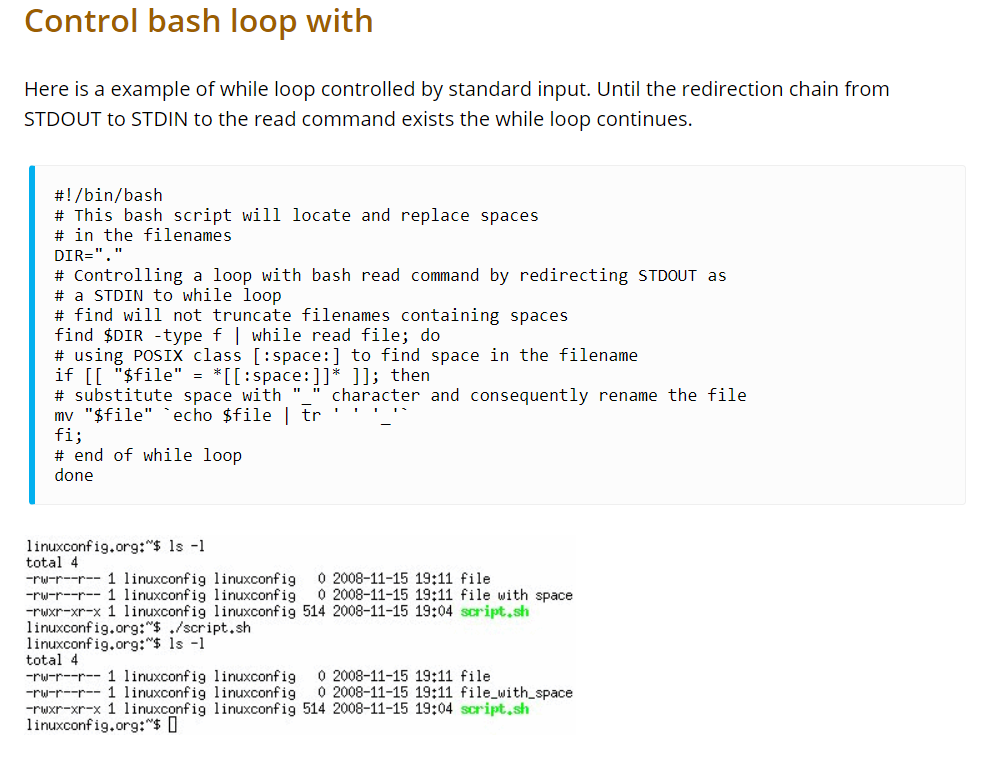 Control bash loop with
Here is a example of while loop controlled by standard input. Until the redirection chain from
STDOUT to STDIN to the read command exists the while loop continues.
#!/bin/bash
# This bash script will locate and replace spaces
# in the filenames
DIR="."
# Controlling a loop with bash read command by redirecting STDOUT as
# a STDIN to while loop
# find will not truncate filenames containing spaces
find $DIR -type f | while read file; do
# using POSIX class [:space:] to find space in the filename
if [[ "$file" = *[[:space:]]* ]]; then
# substitute space with "_" character and consequently rename the file
mv "$file" `echo $file | tr ' ' '_'`
fi;
# end of while loop
done
linuxconfig.org:~$ ls -l
total 4
-rw-r--r-- 1 linuxconfig linuxconfig   0 2008-11-15 19:11 file
-rw-r--r-- 1 linuxconfig linuxconfig   0 2008-11-15 19:11 file with space
-rwxr-xr-x 1 linuxconfig linuxconfig 514 2008-11-15 19:04 script.sh
linuxconfig.org:~$ ./script.sh
linuxconfig.org:~$ ls -l
total 4
-rw-r--r-- 1 linuxconfig linuxconfig   0 2008-11-15 19:11 file
-rw-r--r-- 1 linuxconfig linuxconfig   0 2008-11-15 19:11 file_with_space
-rwxr-xr-x 1 linuxconfig linuxconfig 514 2008-11-15 19:04 script.sh
linuxconfig.org:~$